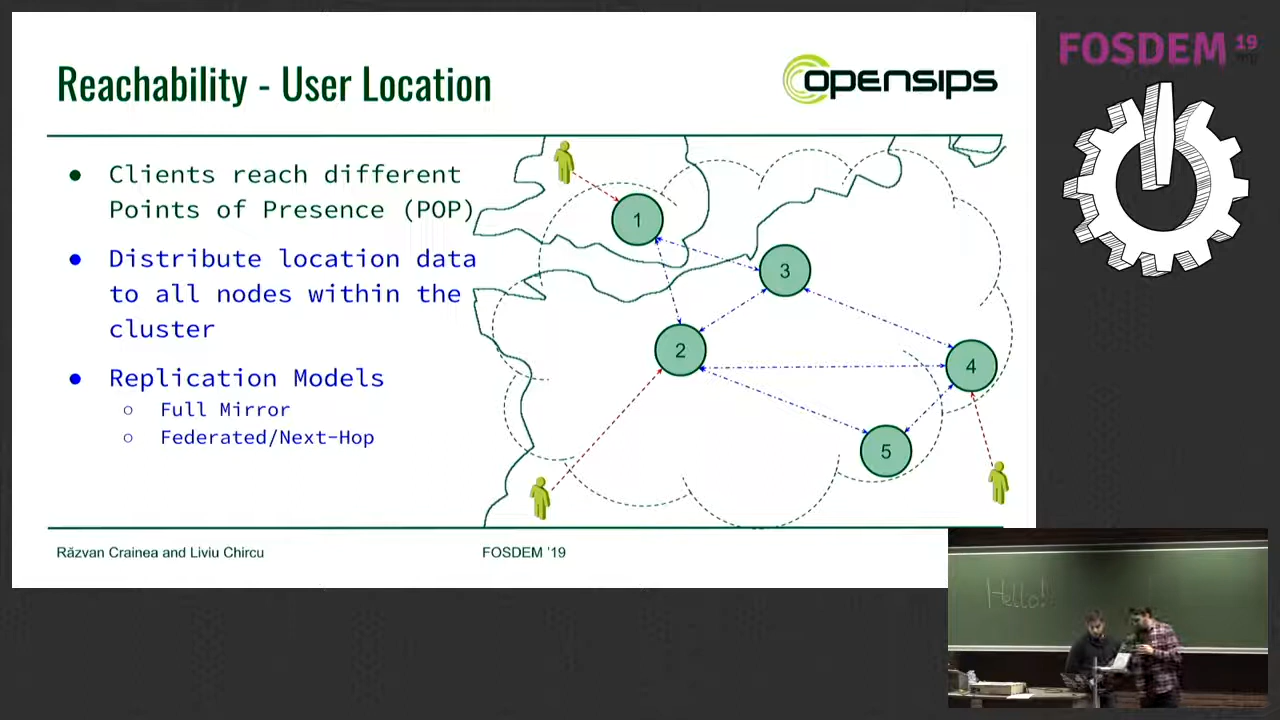 Reachability - User Location
opensips
FOSDEM 19
● Clients reach different
Points of Presence (POP)
● Distribute location data
to all nodes within the
cluster
● Replication Models
○ Full Mirror
○ Federated/Next-Hop
1
3
2
4
5
Răzvan Crainea and Liviu Chircu
FOSDEM '19
Hello!